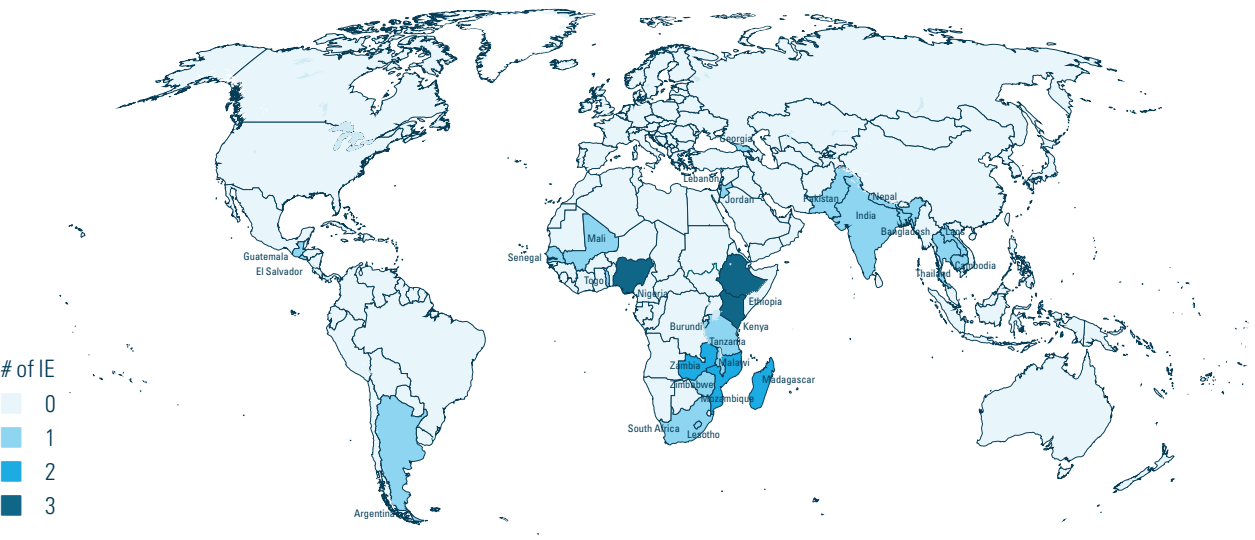 Georgia
Lebanon
Jordan
Pakistan
Nepal
India
Bangladesh
Laos
Thailand
Cambodia
Mali
Senegal
Togo
Nigeria
Ethiopia
Guatemala
El Salvador
Burundi
Kenya
Tanzania
Zambia
Malawi
Zimbabwe
Madagascar
Mozambique
South Africa
Lesotho
Argentina
# of IE
0
1
2
3